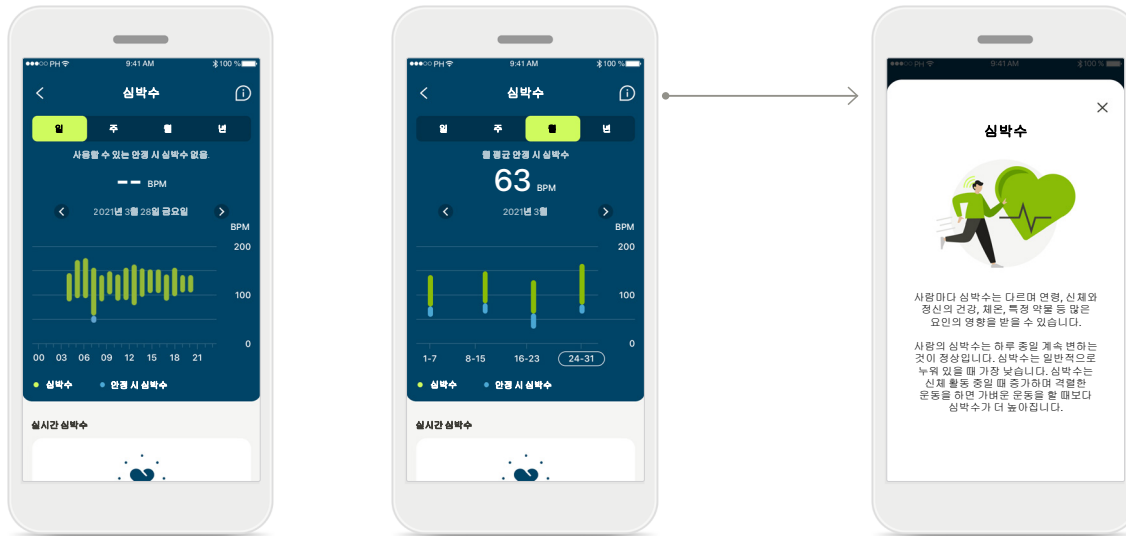 PH 9:41 AM 100 %
심박수
일 주 월 년
사용할 수 있는 안정 시 심박수 없음.
-- BPM
2021년 3월 28일 금요일
BPM
200
100
0
00 03 06 09 12 15 18 21
심박수 안정 시 심박수
실시간 심박수
PH 9:41 AM 100 %
심박수
일 주 월 년
월 평균 안정 시 심박수
63 BPM
2021년 3월
BPM
200
100
0
1-7 8-15 16-23 24-31
심박수 안정 시 심박수
실시간 심박수
PH 9:41 AM 100 %
심박수
사람마다 심박수는 다르며 연령, 신체와
정신의 건강, 체온, 특정 약물 등 많은
요인의 영향을 받을 수 있습니다.
사람의 심박수는 하루 종일 계속 변하는
것이 정상입니다. 심박수는 일반적으로
누워 있을 때 가장 낮습니다. 심박수는
신체 활동 중일 때 증가하며 격렬한
운동을 하면 가벼운 운동을 할 때보다
심박수가 더 높아집니다.